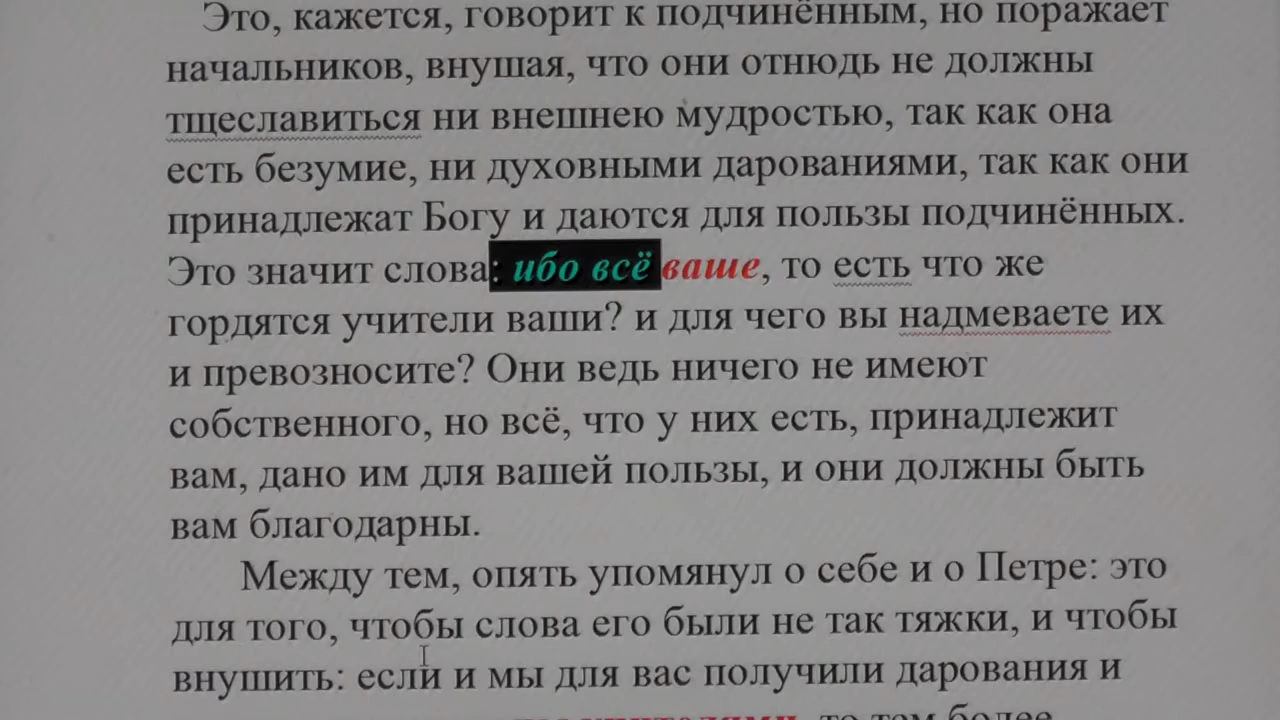 Это, кажется, говорит к подчинённым, но поражает
начальников, внушая, что они отнюдь не должны
тщеславиться ни внешнею мудростью, так как она
есть безумие, ни духовными дарованиями, так как они
принадлежат Богу и даются для пользы подчинённых.
Это значит слова: ибо всё ваше, то есть что же
гордятся учители ваши? и для чего вы надмеваете их
и превозносите? Они ведь ничего не имеют
собственного, но всё, что у них есть, принадлежит
вам, дано им для вашей пользы, и они должны быть
вам благодарны.
Между тем, опять упомянул о себе и о Петре: это
для того, чтобы слова его были не так тяжки, и чтобы
внушить: если и мы для вас получили дарования и
то тем более